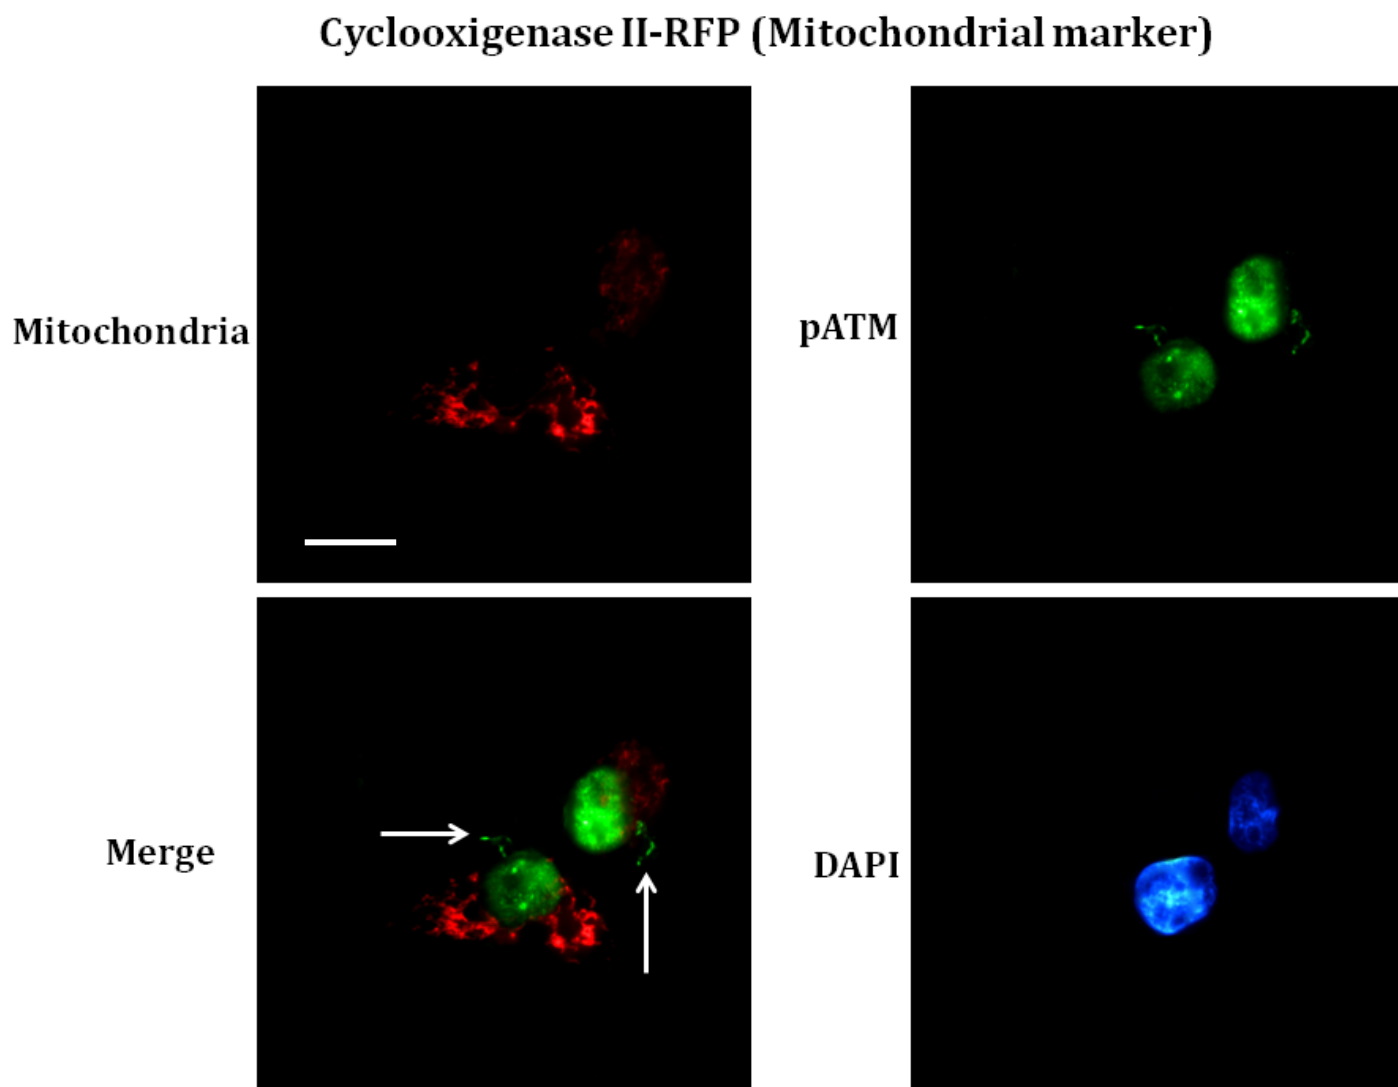 Cyclooxigenase II-RFP (Mitochondrial marker)
Mitochondria
pATM
Merge
DAPI